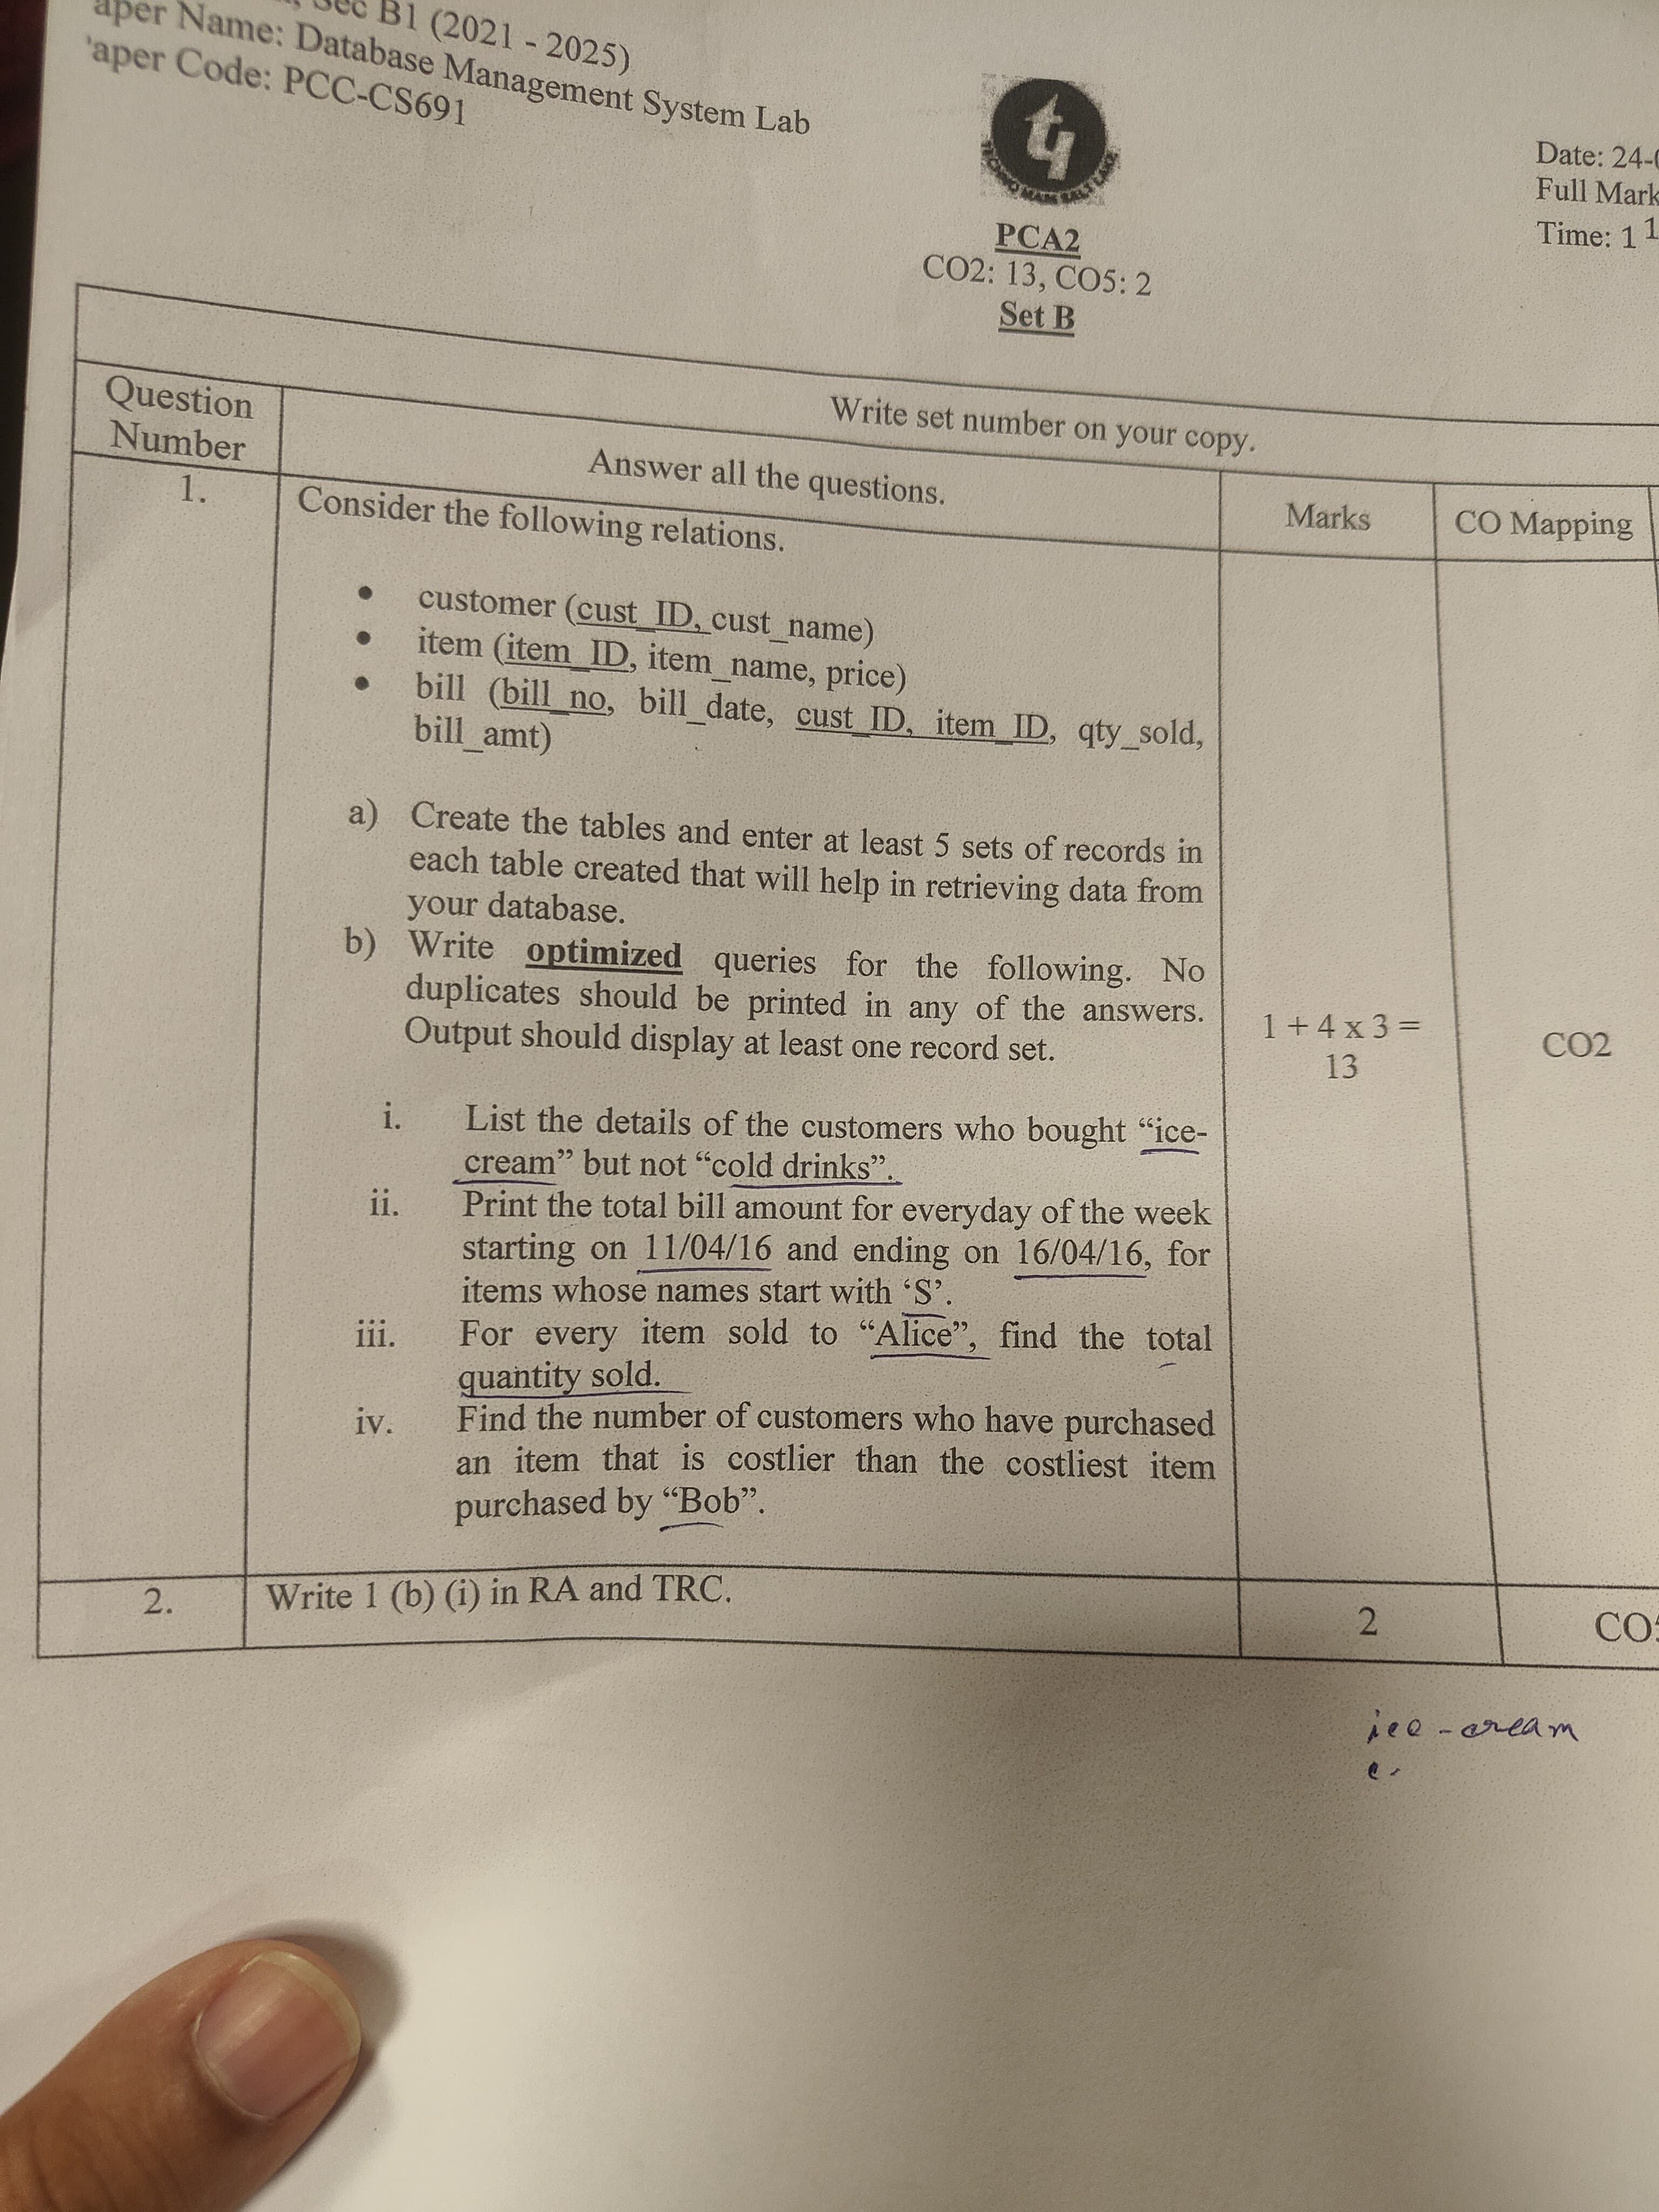 Sec B1 (2021 - 2025)
aper Name: Database Management System Lab
aper Code: PCC-CS691
TECHNO MAIN SALT LAKE
Date: 24-
Full Mark
Time: 1 1
PCA2
CO2: 13, CO5: 2
Set B
Write set number on your copy.
Question Number
Answer all the questions.
Marks
CO Mapping
1.
Consider the following relations.
• customer (cust_ID, cust_name)
• item (item_ID, item_name, price)
• bill (bill_no, bill_date, cust_ID, item_ID, qty_sold,
bill_amt)
a) Create the tables and enter at least 5 sets of records in
each table created that will help in retrieving data from
your database.
b) Write optimized queries for the following. No
duplicates should be printed in any of the answers.
Output should display at least one record set.
1 + 4 x 3 =
13
CO2
i. List the details of the customers who bought “ice-
cream” but not “cold drinks”.
ii. Print the total bill amount for everyday of the week
starting on 11/04/16 and ending on 16/04/16, for
items whose names start with ‘S’.
iii. For every item sold to “Alice”, find the total
quantity sold.
iv. Find the number of customers who have purchased
an item that is costlier than the costliest item
purchased by “Bob”.
2.
Write 1 (b) (i) in RA and TRC.
2
CO
ice-cream
c